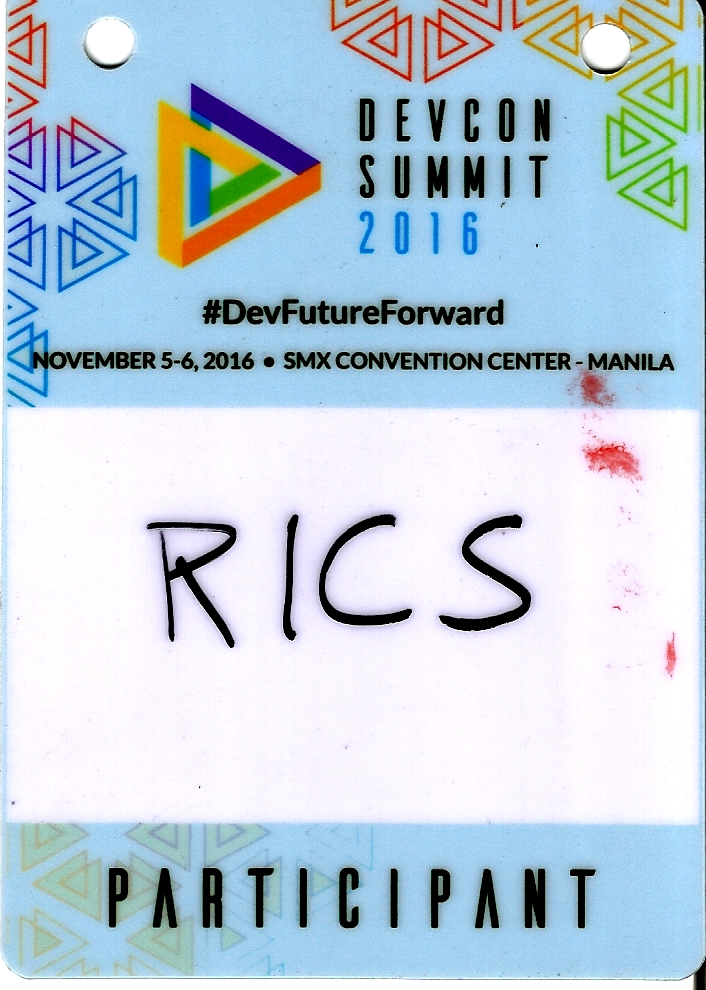 DEVCON
SUMMIT
2016
#DevFutureForward
NOVEMBER 5-6, 2016 ● SMX CONVENTION CENTER - MANILA
RICS
PARTICIPANT